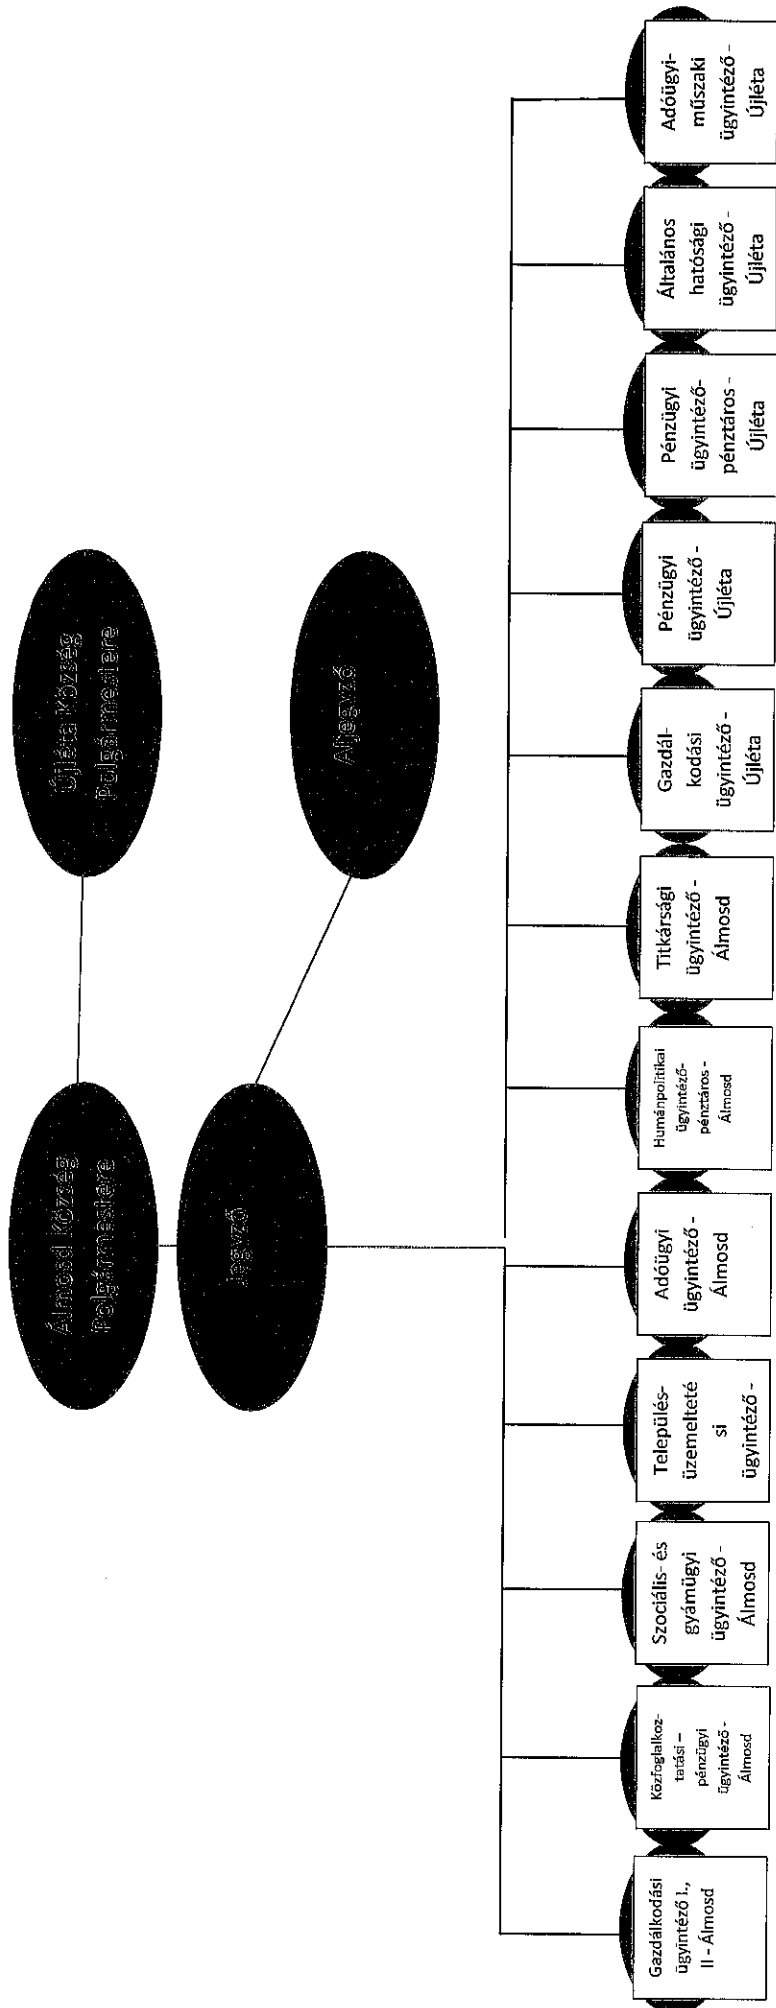 Álmosd Község
Polgármestere
Újléta Község
Polgármestere
Jegyző
Aljegyző
Gazdálkodási
ügyintéző I.,
II - Álmosd
Közfoglalkoz-
tatási –
pénzügyi
ügyintéző -
Álmosd
Szociális- és
gyámügyi
ügyintéző -
Álmosd
Település-
üzemelteté
si
ügyintéző -
Adóügyi
ügyintéző -
Álmosd
Humánpolitikai
ügyintéző-
pénztáros -
Álmosd
Titkársági
ügyintéző -
Álmosd
Gazdál-
kodási
ügyintéző -
Újléta
Pénzügyi
ügyintéző -
Újléta
Pénzügyi
ügyintéző-
pénztáros -
Újléta
Általános
hatósági
ügyintéző -
Újléta
Adóügyi-
műszaki
ügyintéző -
Újléta